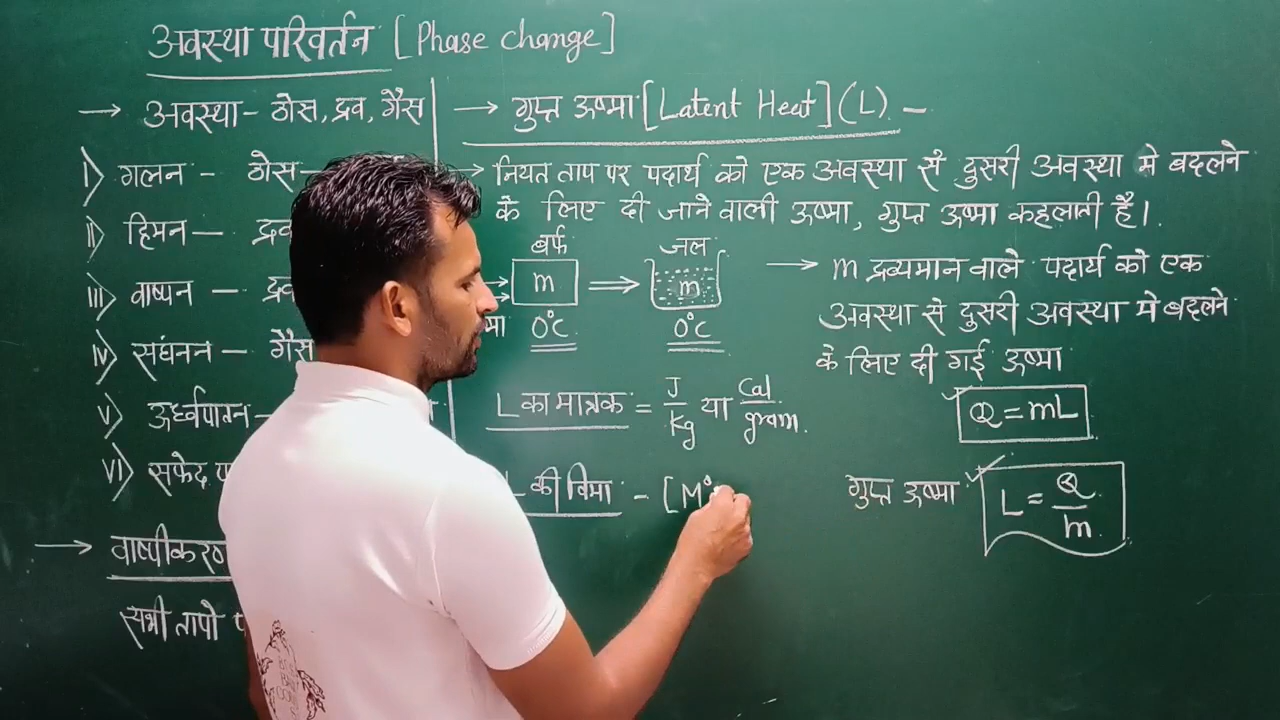 अवस्था परिवर्तन [Phase change]
→ अवस्था - ठोस, द्रव, गैस
I) गलन - ठोस -
II) हिमन -
III) वाष्पन -
IV) संघनन - गैस
V) ऊर्ध्वपातन -
VI) सफेद
→ वाष्पीकरण
सभी तापो
→ गुप्त ऊष्मा [Latent Heat] (L) -
→ नियत ताप पर पदार्थ को एक अवस्था से दुसरी अवस्था मे बदलने
के लिए दी जाने वाली ऊष्मा, गुप्त ऊष्मा कहलाती है।
बर्फ जल
m ⇒ m
0°C 0°C
L का मात्रक = J/kg या Cal/gram.
L की विमा - [M°
→ m द्रव्यमान वाले पदार्थ को एक
अवस्था से दुसरी अवस्था मे बदलने
के लिए दी गई ऊष्मा
Q = mL
गुप्त ऊष्मा L = Q/m